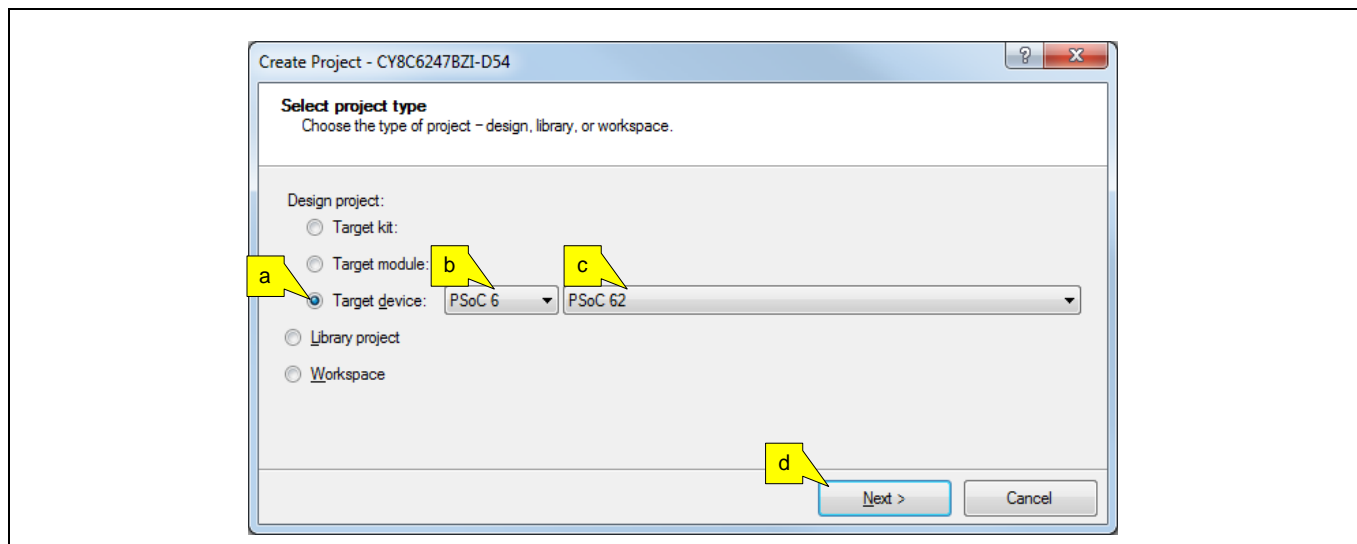 Create Project - CY8C6247BZI-D54
Select project type
Choose the type of project – design, library, or workspace.
Design project:
Target kit:
Target module:
b
c
a
Target device:
PSoC 6
PSoC 62
Library project
Workspace
d
Next >
Cancel